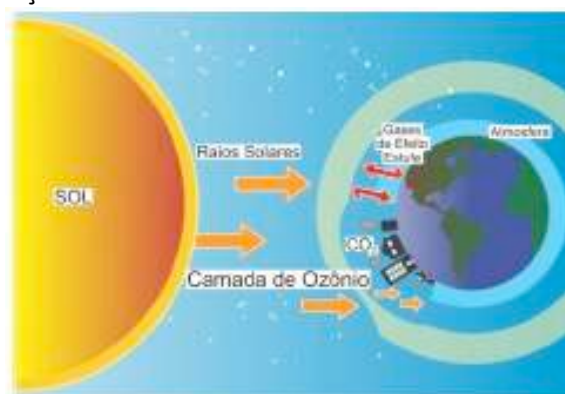 SOL
Raios Solares
Gases
de Efeito
Estufa
Atmosfera
CO₂
Camada de Ozônio